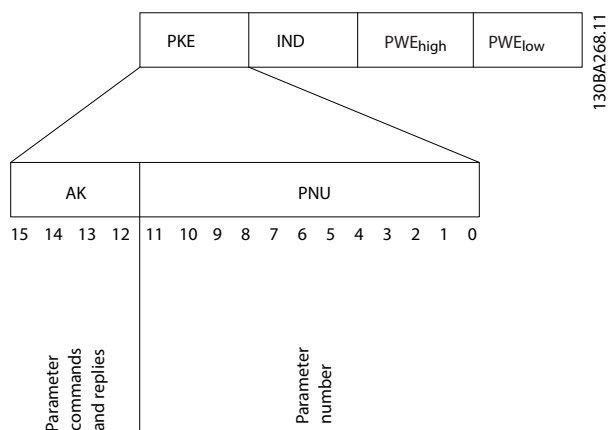 PKE IND PWEhigh PWElow
130BA268.11
AK PNU
15 14 13 12 11 10 9 8 7 6 5 4 3 2 1 0
Parameter
commands
and replies
Parameter
number